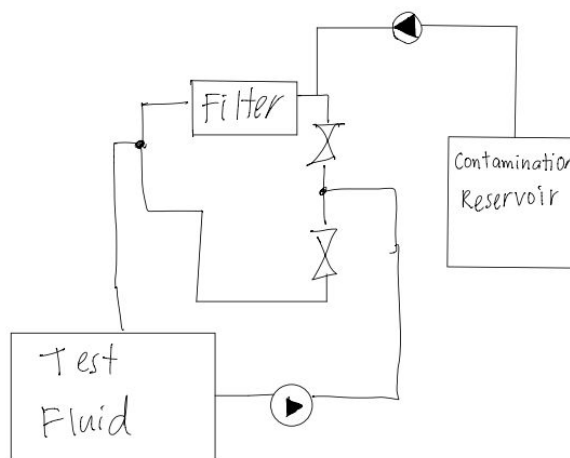 Filter
Contamination
Reservoir
Test
Fluid